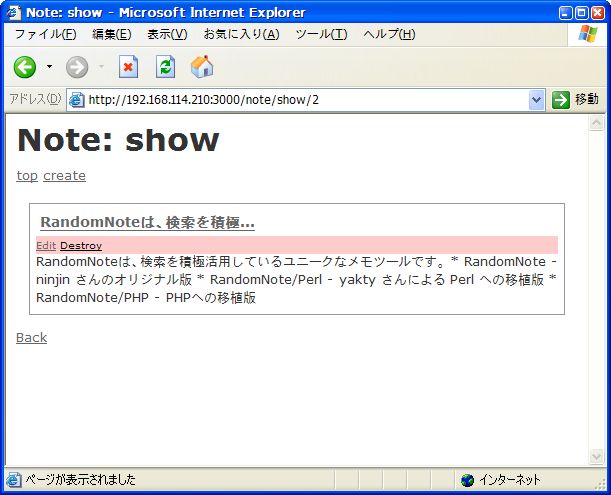 Note: show - Microsoft Internet Explorer
ファイル(F) 編集(E) 表示(V) お気に入り(A) ツール(T) ヘルプ(H)
アドレス(D) http://192.168.114.210:3000/note/show/2 移動
Note: show
top create
RandomNoteは、検索を積極...
Edit Destroy
RandomNoteは、検索を積極活用しているユニークなメモツールです。 * RandomNote -
ninjin さんのオリジナル版 * RandomNote/Perl - yakty さんによる Perl への移植版 *
RandomNote/PHP - PHPへの移植版
Back
ページが表示されました インターネット